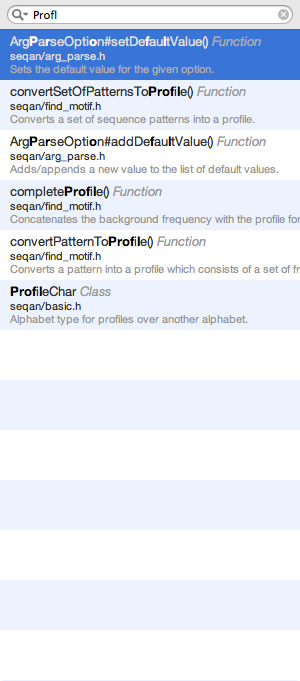 Profl
ArgParseOption#setDefaultValue() Function
seqan/arg_parse.h
Sets the default value for the given option.
convertSetOfPatternsToProfile() Function
seqan/find_motif.h
Converts a set of sequence patterns into a profile.
ArgParseOption#addDefaultValue() Function
seqan/arg_parse.h
Adds/appends a new value to the list of default values.
completeProfile() Function
seqan/find_motif.h
Concatenates the background frequency with the profile for
convertPatternToProfile() Function
seqan/find_motif.h
Converts a pattern into a profile which consists of a set of fr
ProfileChar Class
seqan/basic.h
Alphabet type for profiles over another alphabet.